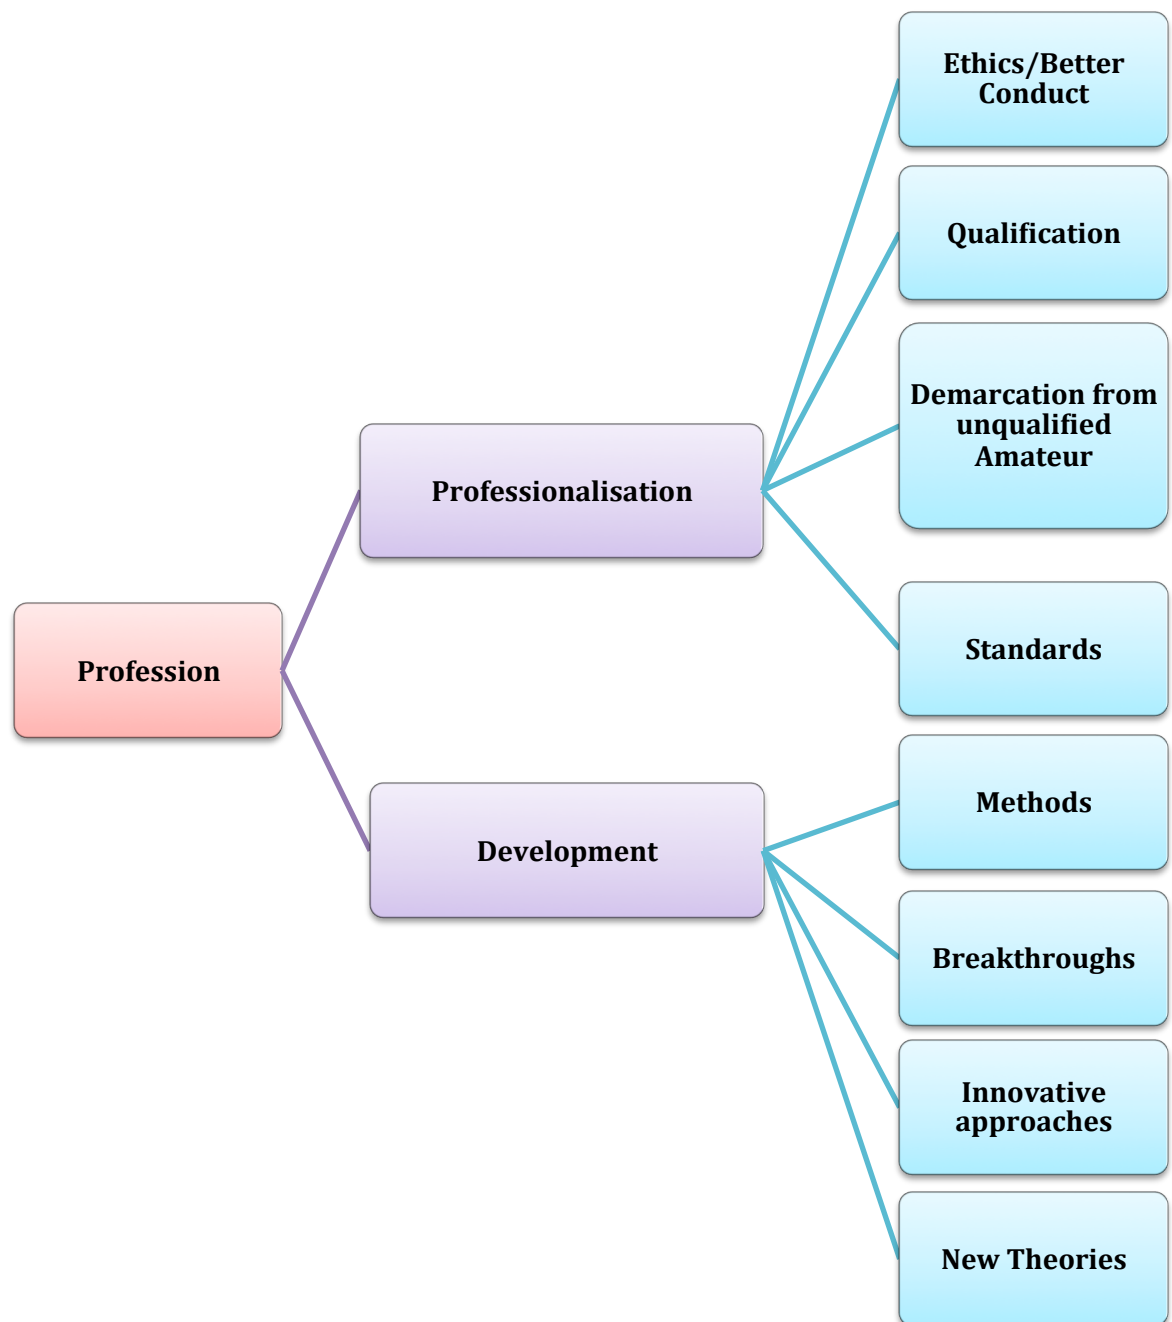 Profession
Professionalisation
Ethics/Better
Conduct
Qualification
Demarcation from
unqualified
Amateur
Standards
Development
Methods
Breakthroughs
Innovative
approaches
New Theories